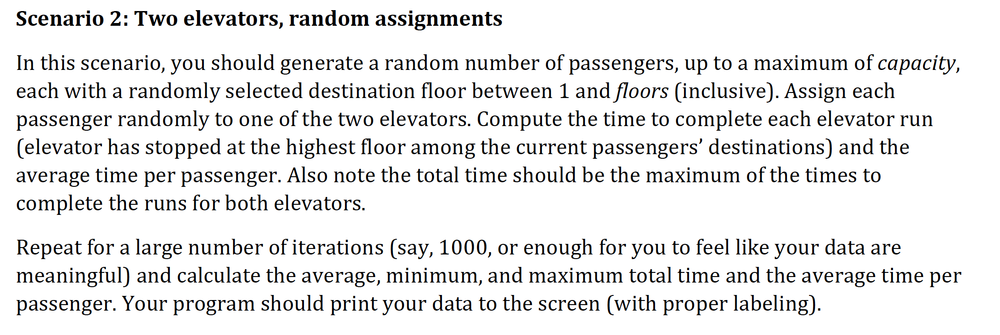 Scenario 2: Two elevators, random assignments
In this scenario, you should generate a random number of passengers, up to a maximum of capacity,
each with a randomly selected destination floor between 1 and floors (inclusive). Assign each
passenger randomly to one of the two elevators. Compute the time to complete each elevator run
(elevator has stopped at the highest floor among the current passengers’ destinations) and the
average time per passenger. Also note the total time should be the maximum of the times to
complete the runs for both elevators.
Repeat for a large number of iterations (say, 1000, or enough for you to feel like your data are
meaningful) and calculate the average, minimum, and maximum total time and the average time per
passenger. Your program should print your data to the screen (with proper labeling).